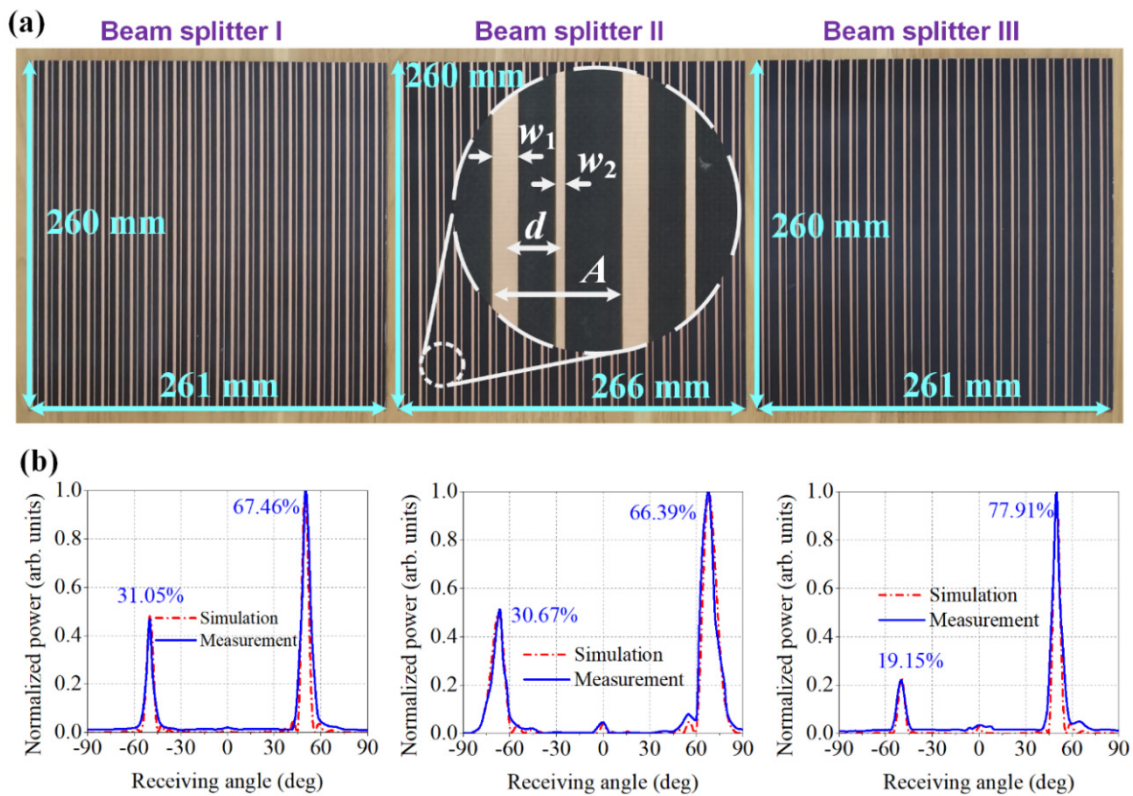 (a)
Beam splitter I
Beam splitter II
Beam splitter III
260 mm
261 mm
260 mm
w1
w2
d
A
266 mm
260 mm
261 mm
(b)
Normalized power (arb. units)
1.0
0.8
0.6
0.4
0.2
0.0
67.46%
31.05%
Simulation
Measurement
-90 -60 -30 0 30 60 90
Receiving angle (deg)
Normalized power (arb. units)
1.0
0.8
0.6
0.4
0.2
0.0
66.39%
30.67%
Simulation
Measurement
-90 -60 -30 0 30 60 90
Receiving angle (deg)
Normalized power (arb. units)
1.0
0.8
0.6
0.4
0.2
0.0
77.91%
Simulation
Measurement
19.15%
-90 -60 -30 0 30 60 90
Receiving angle (deg)